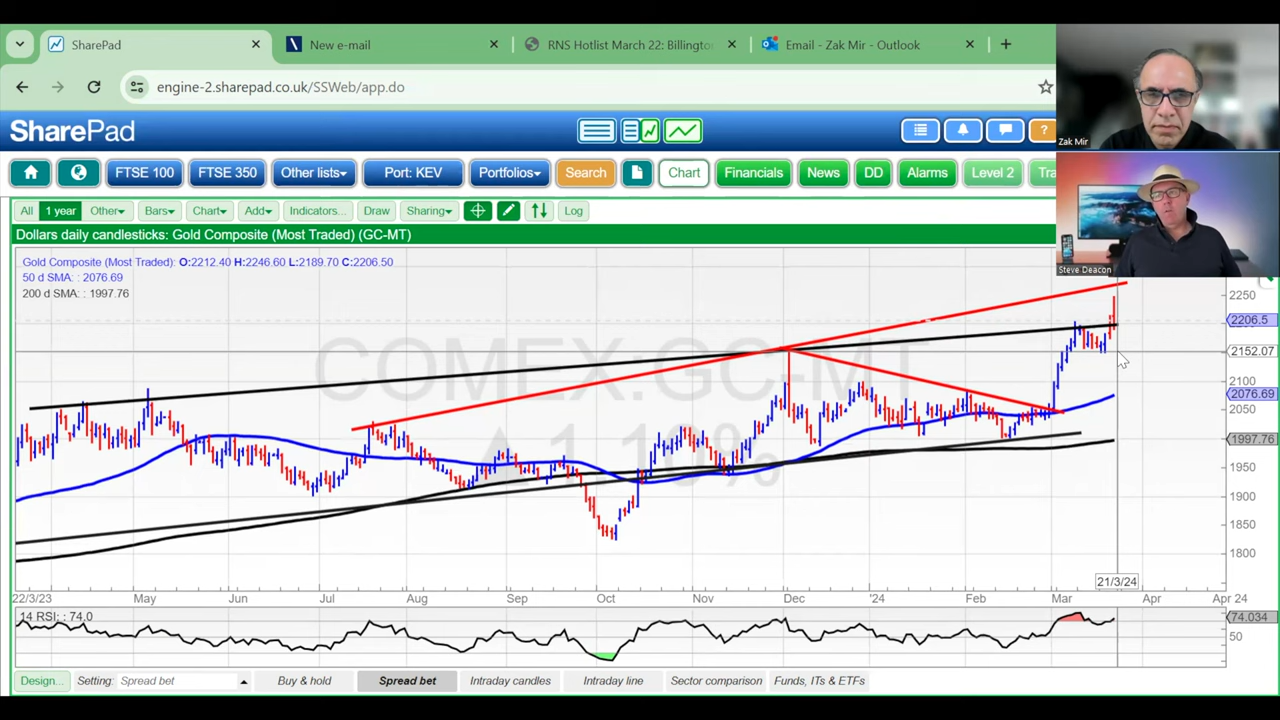 SharePad
New e-mail
RNS Hotlist March 22: Billington
Email - Zak Mir - Outlook
engine-2.sharepad.co.uk/SSWeb/app.do
Zak Mir
SharePad
?
FTSE 100
FTSE 350
Other lists
Port: KEV
Portfolios
Search
Chart
Financials
News
DD
Alarms
Level 2
Tra
All
1 year
Other
Bars
Chart
Add
Indicators...
Draw
Sharing
Log
Dollars daily candlesticks: Gold Composite (Most Traded) (GC-MT)
Steve Deacon
Gold Composite (Most Traded): O:2212.40 H:2246.60 L:2189.70 C:2206.50
50 d SMA: : 2076.69
200 d SMA: : 1997.76
COMEX:GC-MT
▲1.10%
2250
2206.5
2152.07
2100
2076.69
2050
1997.76
1950
1900
1850
1800
21/3/24
22/3/23
May
Jun
Jul
Aug
Sep
Oct
Nov
Dec
'24
Feb
Mar
Apr
Apr 24
14 RSI: : 74.0
74.034
50
Design...
Setting:
Spread bet
Buy & hold
Spread bet
Intraday candles
Intraday line
Sector comparison
Funds, ITs & ETFs